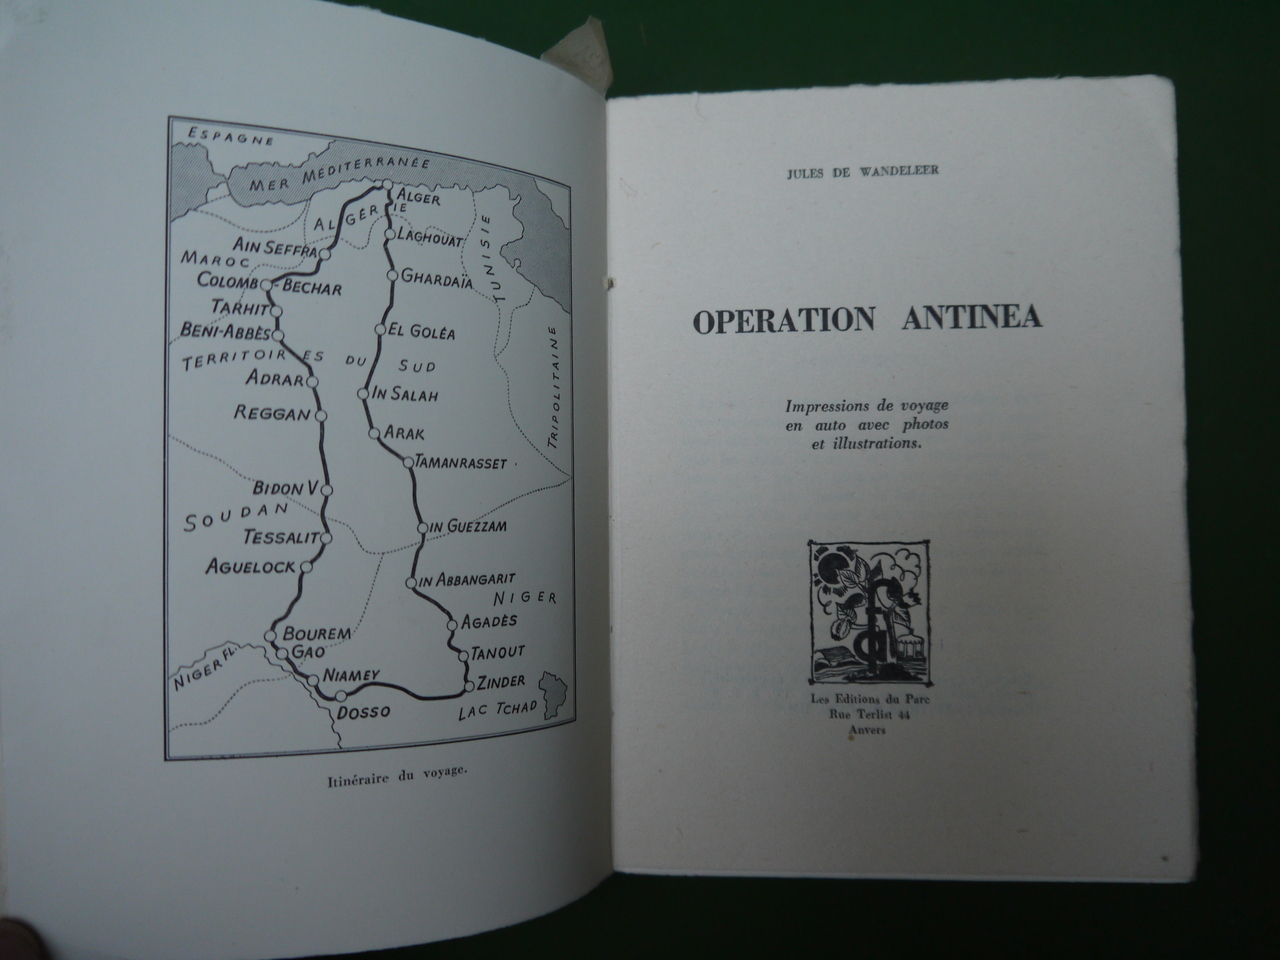 ESPAGNE
MER MÉDITERRANÉE
ALGER
ALGÉRIE
LAGHOUAT
TUNISIE
AIN SEFFRA
MAROC
GHARDAÏA
COLOMB-BECHAR
TARHIT
BENI-ABBÈS
EL GOLÉA
TERRITOIRES DU SUD
TRIPOLITAINE
ADRAR
IN SALAH
REGGAN
ARAK
TAMANRASSET
BIDON V
SOUDAN
IN GUEZZAM
TESSALIT
AGUELOCK
IN ABBANGARIT
NIGER
AGADÈS
BOUREM
GAO
TANOUT
NIGER FL.
NIAMEY
ZINDER
DOSSO
LAC TCHAD
Itinéraire du voyage.
JULES DE WANDELEER
OPERATION ANTINEA
Impressions de voyage
en auto avec photos
et illustrations.
Les Editions du Parc
Rue Terlist 44
Anvers